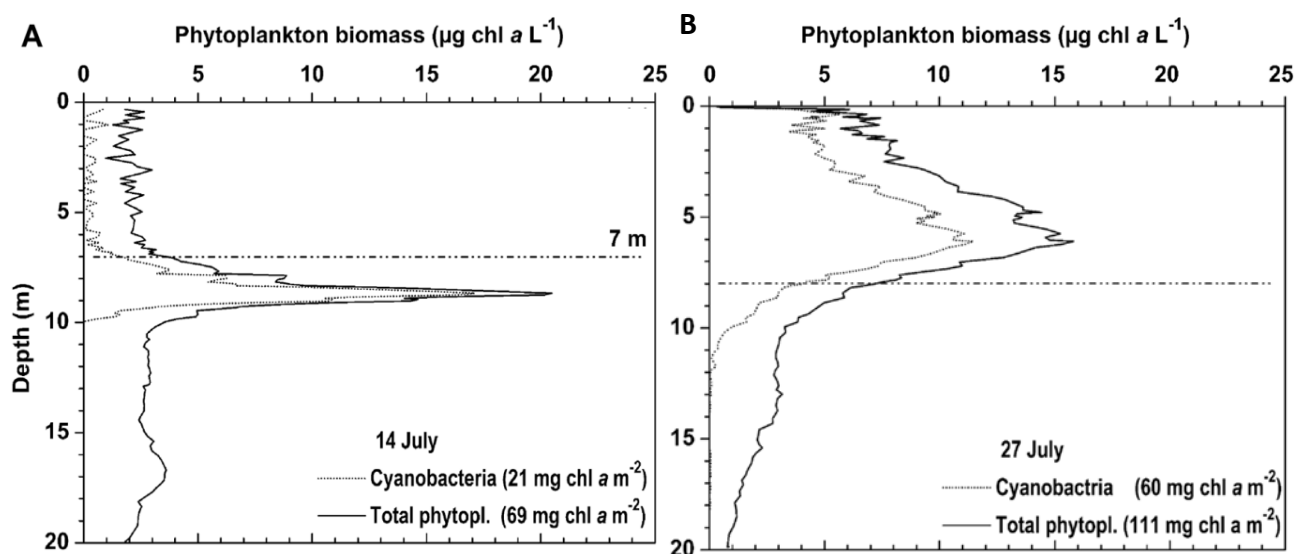 A
Phytoplankton biomass (µg chl a L⁻¹)
0 5 10 15 20 25
0
5
10
15
20
Depth (m)
7 m
14 July
Cyanobacteria (21 mg chl a m⁻²)
Total phytopl. (69 mg chl a m⁻²)
B
Phytoplankton biomass (µg chl a L⁻¹)
0 5 10 15 20 25
0
5
10
15
20
27 July
Cyanobactria (60 mg chl a m⁻²)
Total phytopl. (111 mg chl a m⁻²)